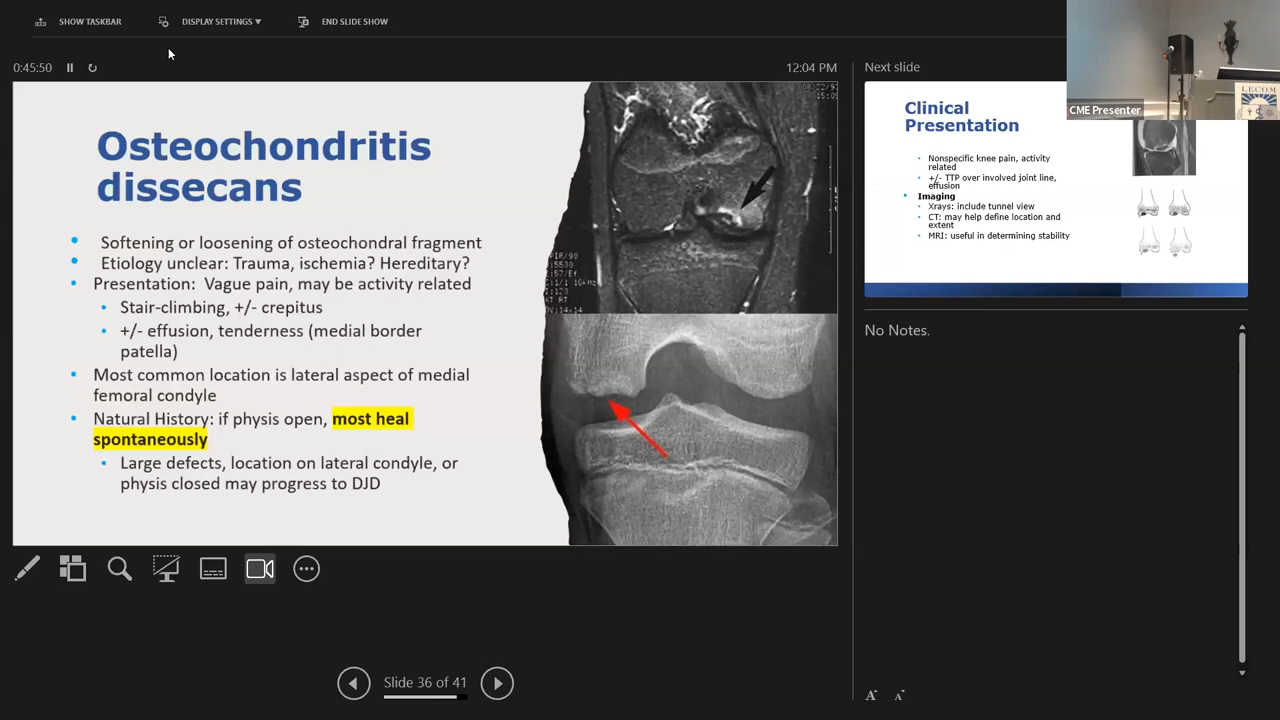 SHOW TASKBAR
DISPLAY SETTINGS
END SLIDE SHOW
0:45:50
12:04 PM
Osteochondritis
dissecans
Softening or loosening of osteochondral fragment
Etiology unclear: Trauma, ischemia? Hereditary?
Presentation: Vague pain, may be activity related
Stair-climbing, +/- crepitus
+/- effusion, tenderness (medial border
patella)
Most common location is lateral aspect of medial
femoral condyle
Natural History: if physis open, most heal
spontaneously
Large defects, location on lateral condyle, or
physis closed may progress to DJD
Slide 36 of 41
Next slide
Clinical
Presentation
Nonspecific knee pain, activity
related
+/- TTP over involved joint line,
effusion
Imaging
Xrays: include tunnel view
CT: may help define location and
extent
MRI: useful in determining stability
No Notes.
CME Presenter
LECOM